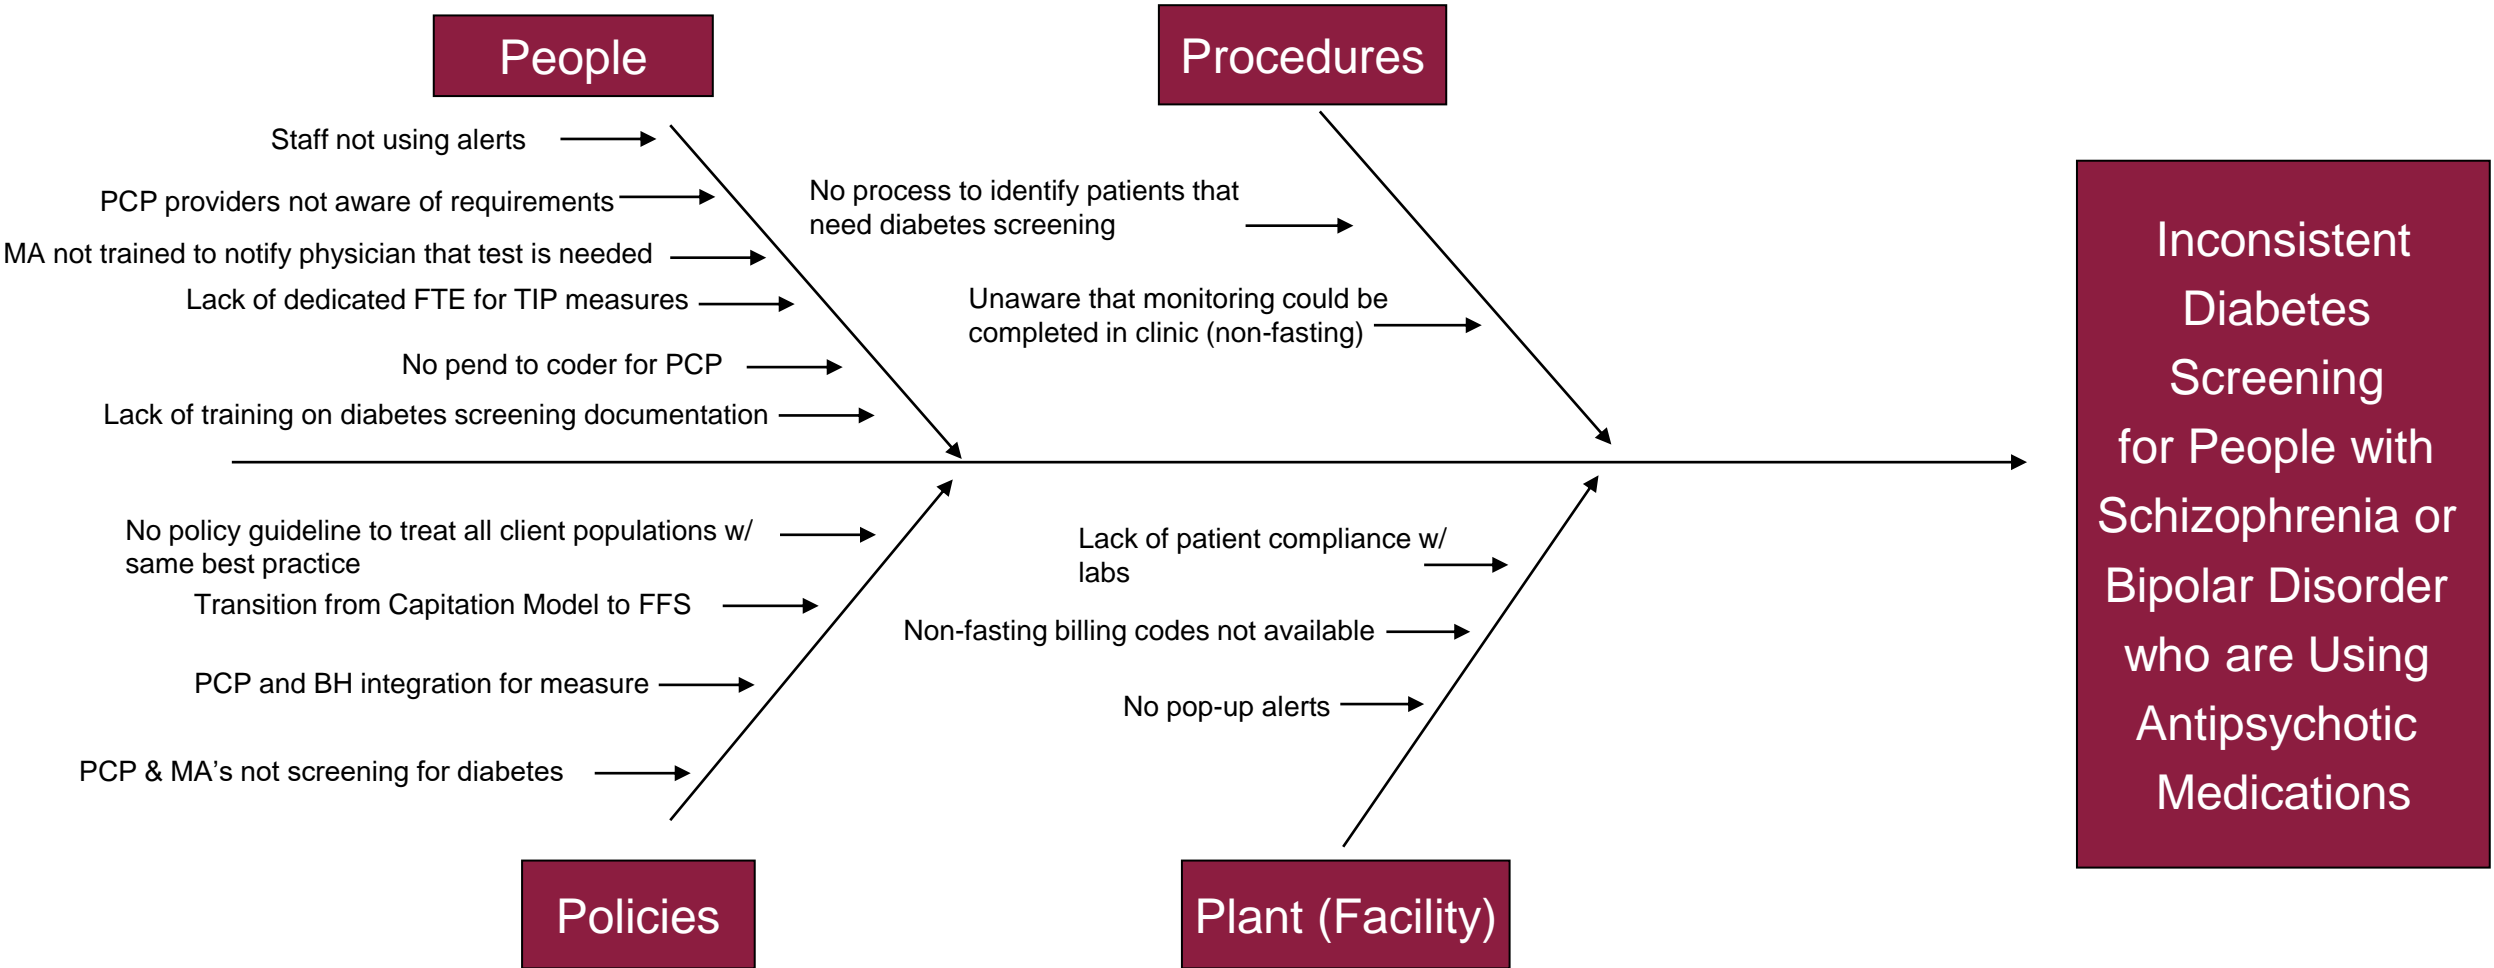 People
Procedures
Staff not using alerts
PCP providers not aware of requirements
MA not trained to notify physician that test is needed
Lack of dedicated FTE for TIP measures
No pend to coder for PCP
Lack of training on diabetes screening documentation
No process to identify patients that
need diabetes screening
Unaware that monitoring could be
completed in clinic (non-fasting)
No policy guideline to treat all client populations w/
same best practice
Transition from Capitation Model to FFS
PCP and BH integration for measure
PCP & MA’s not screening for diabetes
Lack of patient compliance w/
labs
Non-fasting billing codes not available
No pop-up alerts
Policies
Plant (Facility)
Inconsistent
Diabetes
Screening
for People with
Schizophrenia or
Bipolar Disorder
who are Using
Antipsychotic
Medications